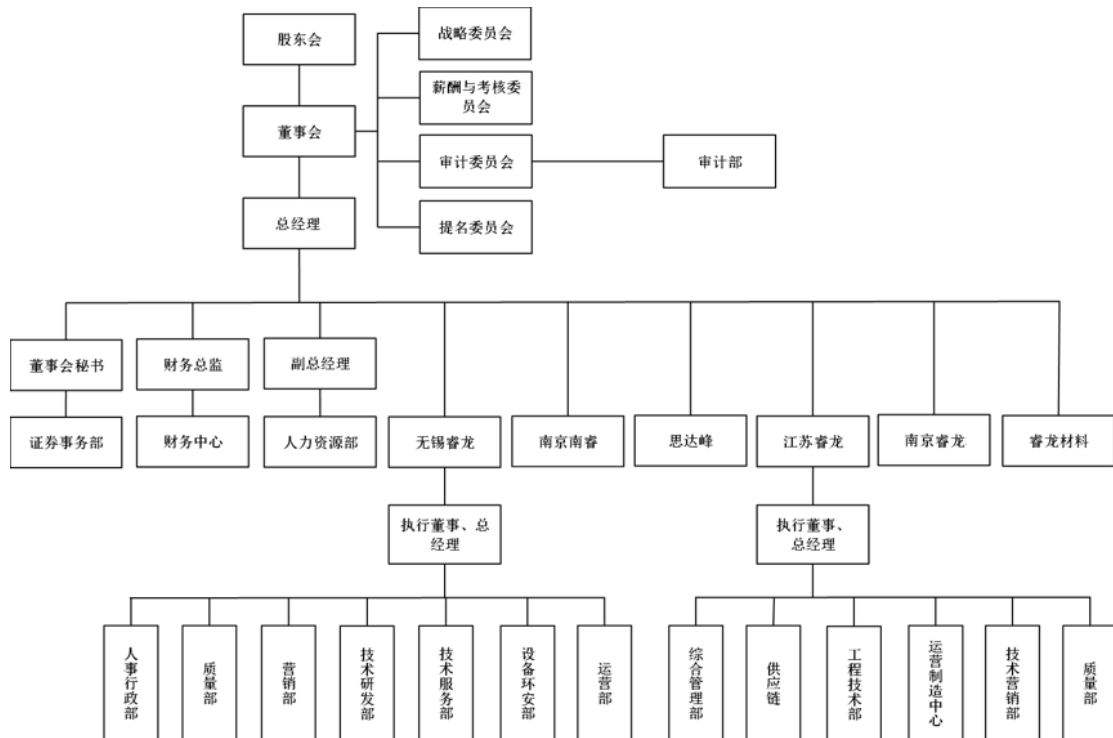 股东会
战略委员会
薪酬与考核委
员会
董事会
审计委员会
审计部
总经理
提名委员会
董事会秘书
财务总监
副总经理
证券事务部
财务中心
人力资源部
无锡睿龙
南京南睿
思达峰
江苏睿龙
南京睿龙
睿龙材料
执行董事、总
经理
执行董事、
总经理
人事行政部
质量部
营销部
技术研发部
技术服务部
设备环安部
运营部
综合管理部
供应链
工程技术部
运营制造中心
技术营销部
质量部